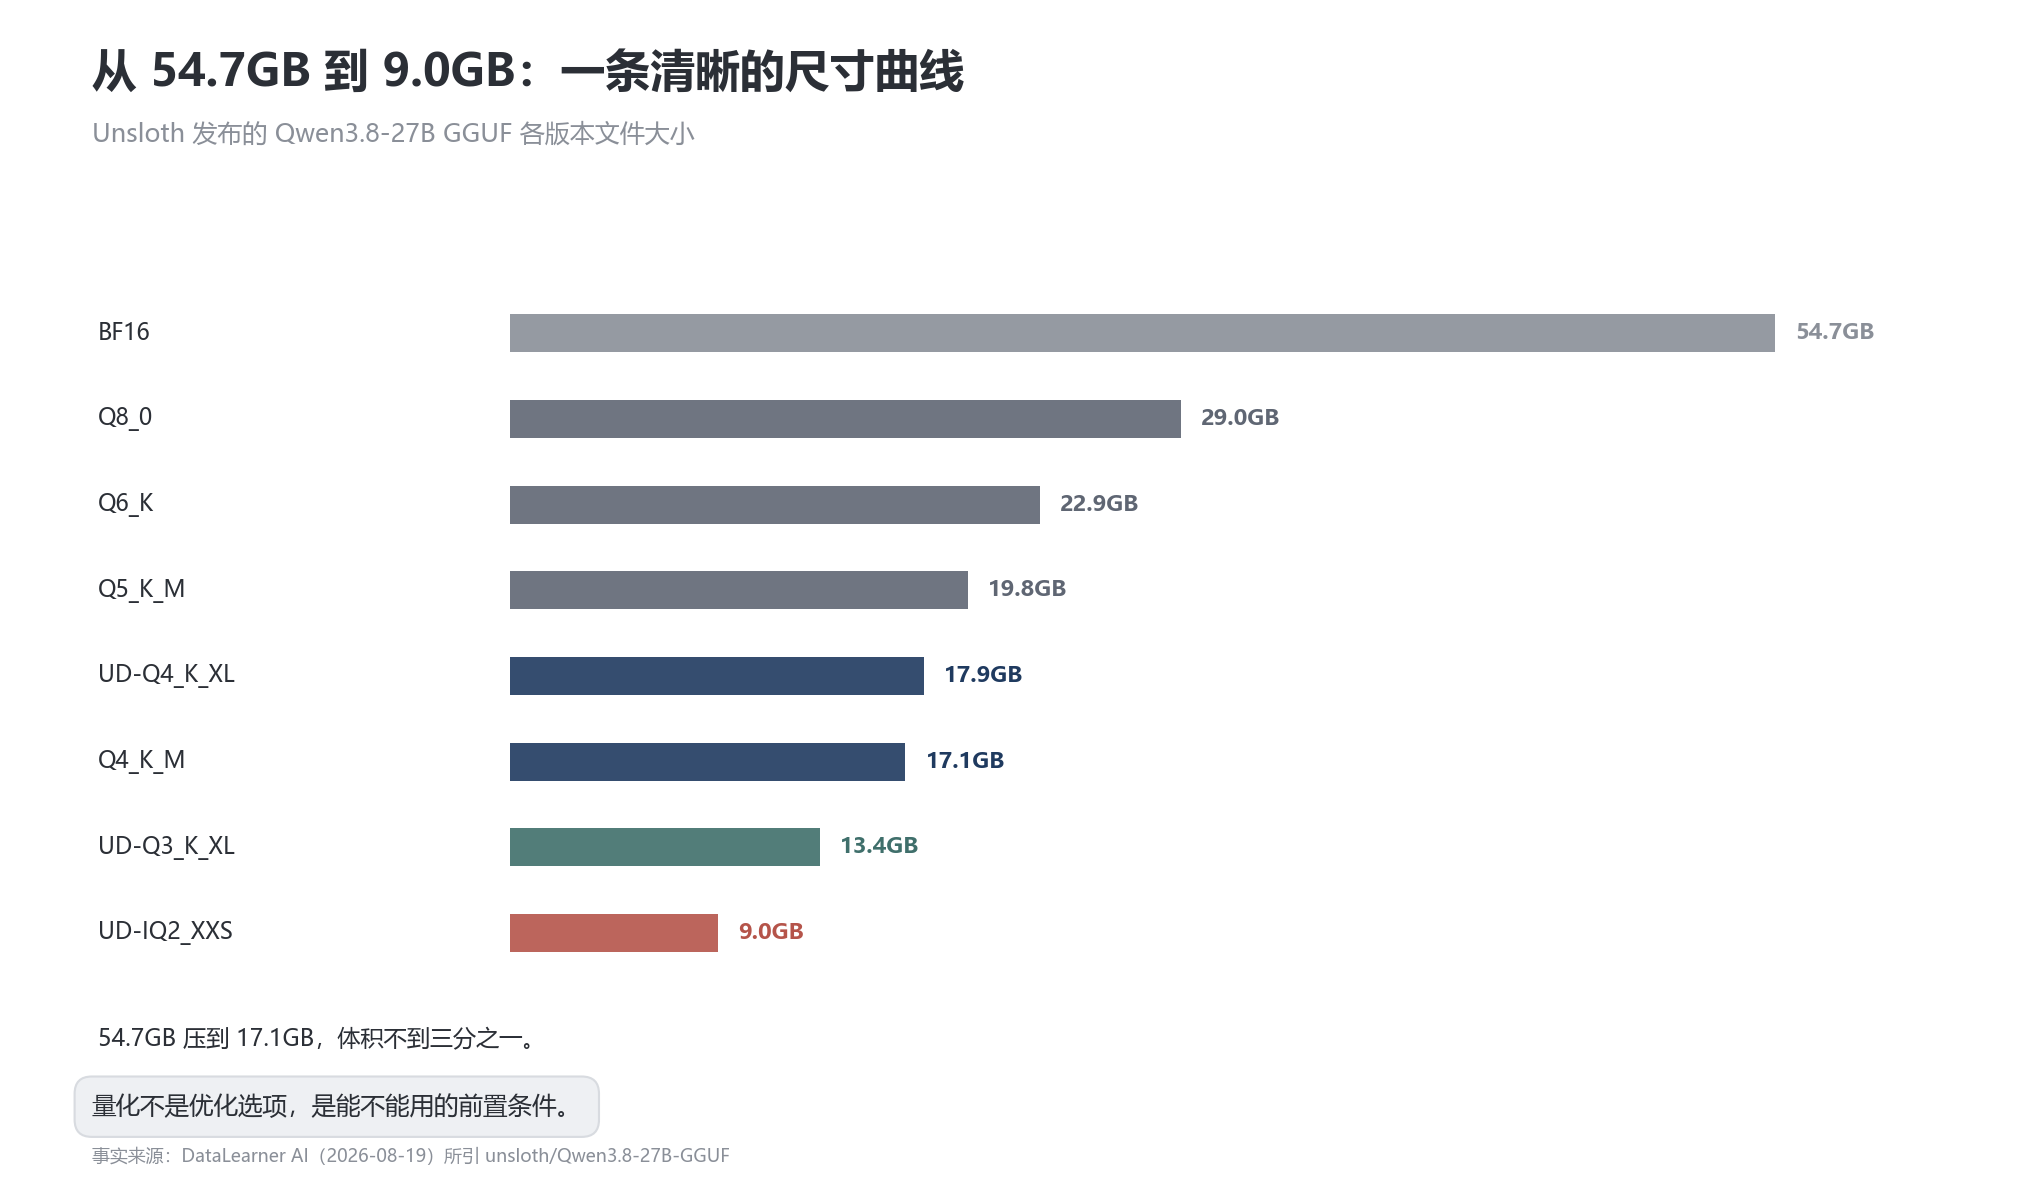 从 54.7GB 到 9.0GB：一条清晰的尺寸曲线
Unsloth 发布的 Qwen3.8-27B GGUF 各版本文件大小
BF16 54.7GB
Q8_0 29.0GB
Q6_K 22.9GB
Q5_K_M 19.8GB
UD-Q4_K_XL 17.9GB
Q4_K_M 17.1GB
UD-Q3_K_XL 13.4GB
UD-IQ2_XXS 9.0GB
54.7GB 压到 17.1GB，体积不到三分之一。
量化不是优化选项，是能不能用的前置条件。
事实来源：DataLearner AI（2026-08-19）所引 unsloth/Qwen3.8-27B-GGUF